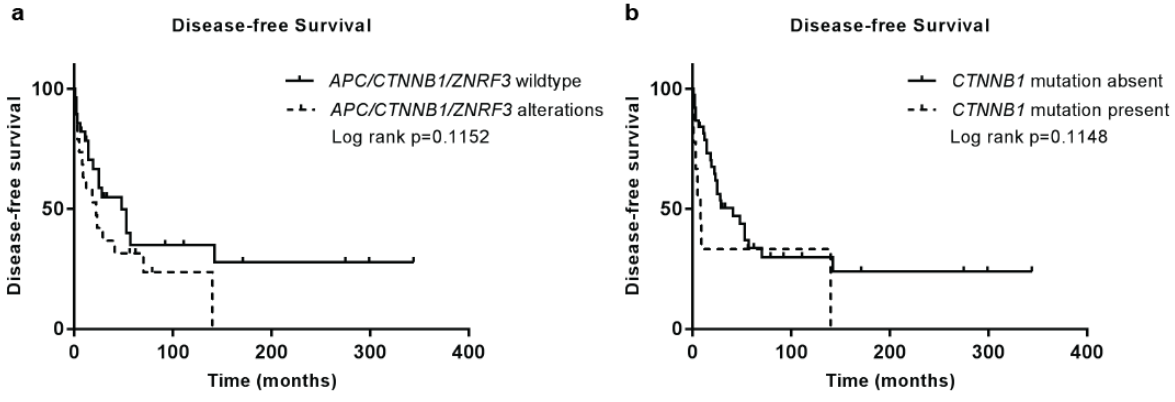 a
Disease-free Survival
APC/CTNNB1/ZNRF3 wildtype
APC/CTNNB1/ZNRF3 alterations
Log rank p=0.1152
Disease-free survival
100
50
0
0 100 200 300 400
Time (months)
b
Disease-free Survival
CTNNB1 mutation absent
CTNNB1 mutation present
Log rank p=0.1148
Disease-free survival
100
50
0
0 100 200 300 400
Time (months)